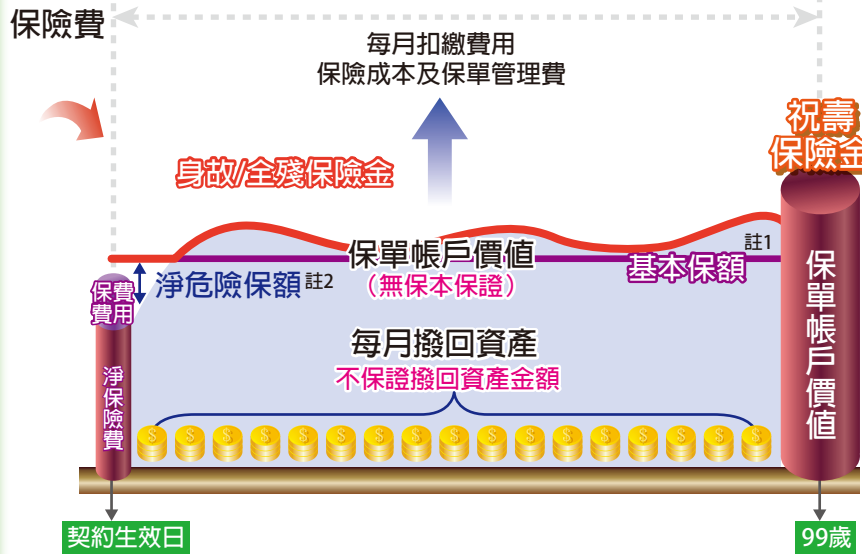 保險費
每月扣繳費用
保險成本及保單管理費
祝壽
保險金
身故/全殘保險金
註1
保單帳戶價值
(無保本保證)
基本保額
淨危險保額註2
保費
費用
每月撥回資產
不保證撥回資產金額
淨保險費
保單帳戶價值
契約生效日
99歲